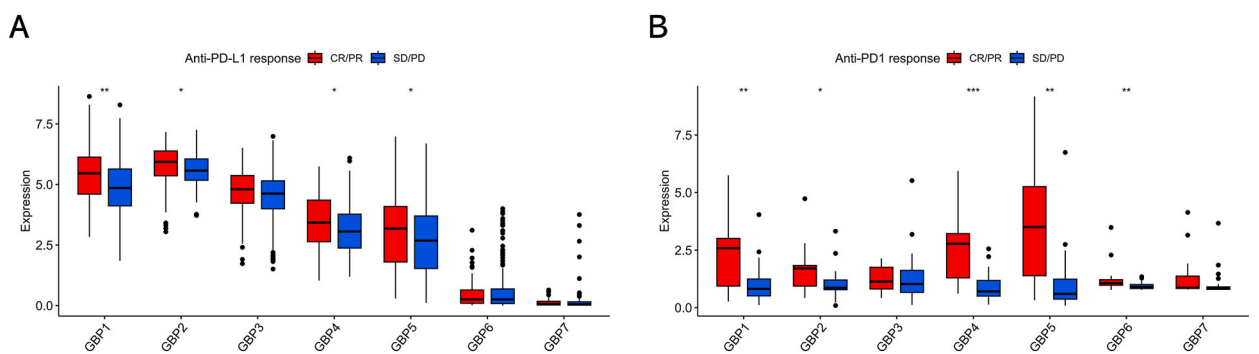 A
Anti-PD-L1 response CR/PR SD/PD
** * * *
7.5
5.0
2.5
0.0
Expression
GBP1 GBP2 GBP3 GBP4 GBP5 GBP6 GBP7
B
Anti-PD1 response CR/PR SD/PD
** * *** ** **
7.5
5.0
2.5
0.0
Expression
GBP1 GBP2 GBP3 GBP4 GBP5 GBP6 GBP7